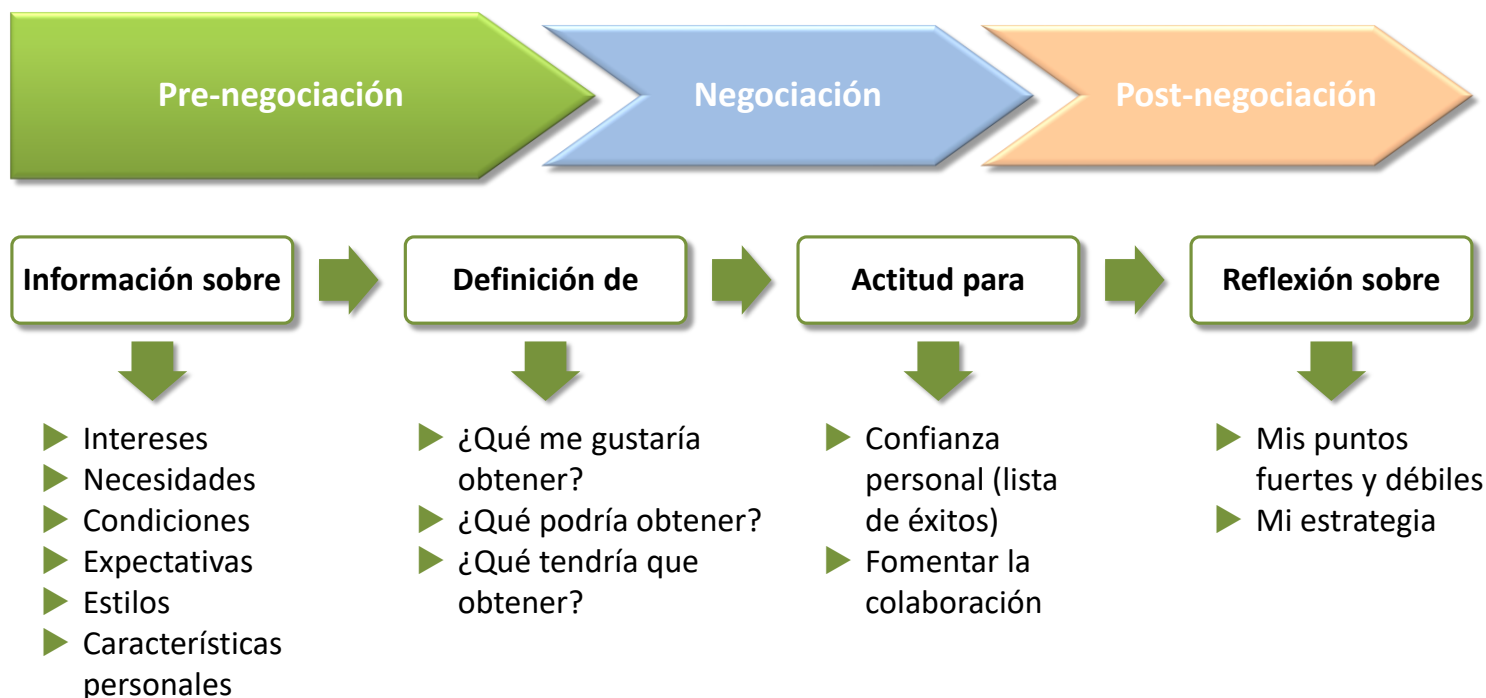 Pre-negociación
Negociación
Post-negociación
Información sobre
Definición de
Actitud para
Reflexión sobre
Intereses
Necesidades
Condiciones
Expectativas
Estilos
Características
personales
¿Qué me gustaría
obtener?
¿Qué podría obtener?
¿Qué tendría que
obtener?
Confianza
personal (lista
de éxitos)
Fomentar la
colaboración
Mis puntos
fuertes y débiles
Mi estrategia